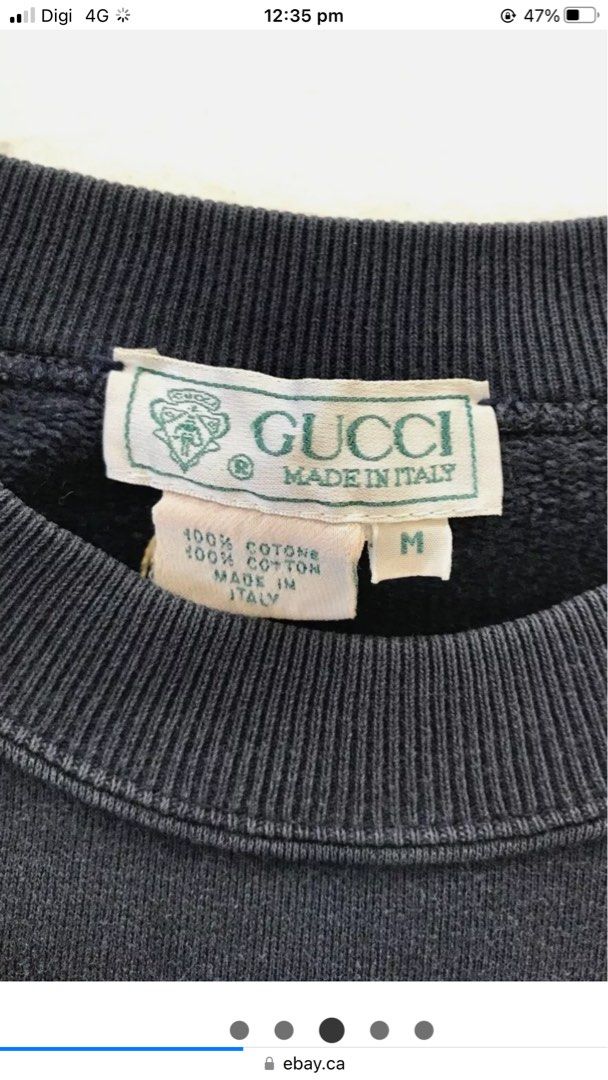 Digi 4G 12:35 pm 47%
GUCCI
® GUCCI
MADE IN ITALY
100% COTONE
100% COTTON
MADE IN
ITALY
M
ebay.ca